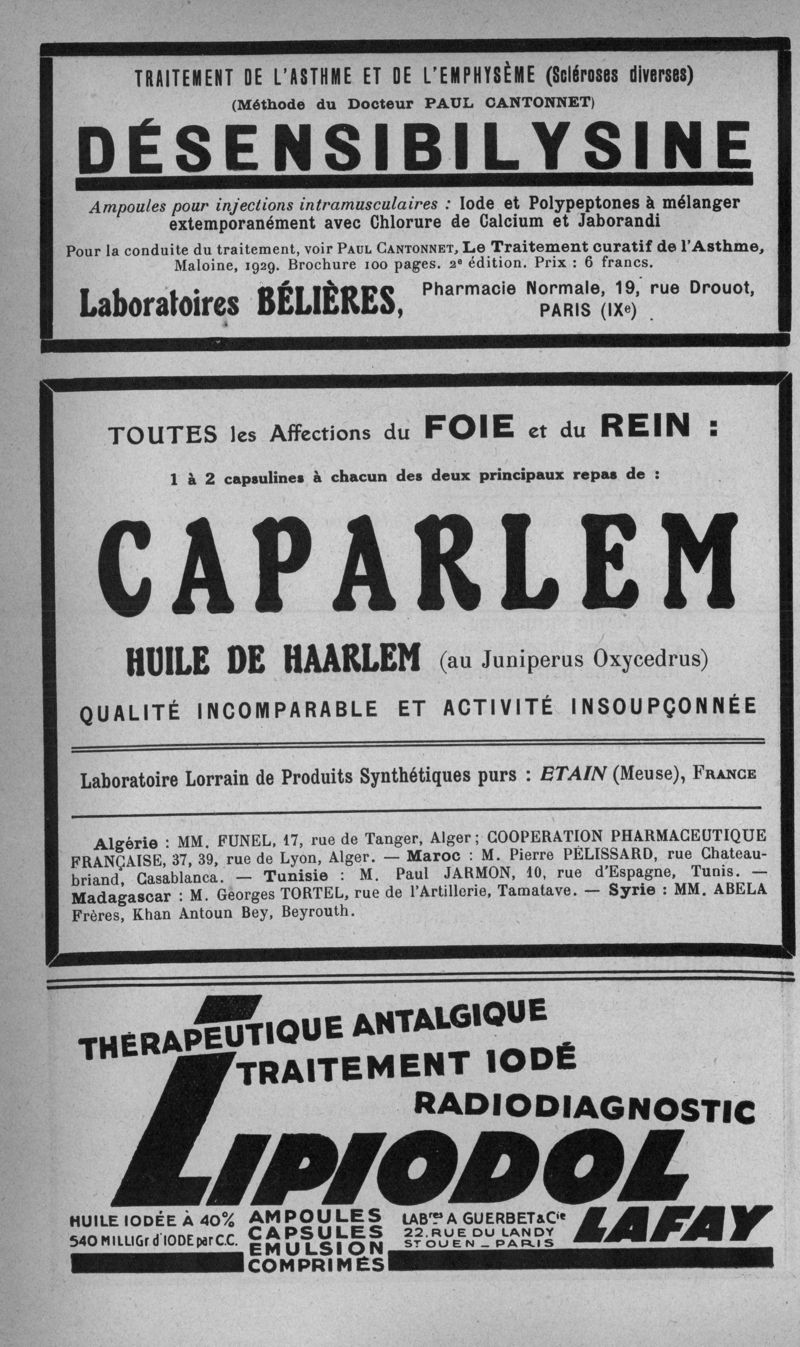 TRAITEMENT DE L'ASTHME ET DE L'EMPHYSÈME (Scléroses diverses)
(Méthode du Docteur PAUL CANTONNET)
DÉSENSIBILYSINE
Ampoules pour injections intramusculaires : Iode et Polypeptones à mélanger
extemporanément avec Chlorure de Calcium et Jaborandi
Pour la conduite du traitement, voir PAUL CANTONNET, Le Traitement curatif de l'Asthme,
Maloine, 1929. Brochure 100 pages. 2e édition. Prix : 6 francs.
Laboratoires BÉLIÈRES, Pharmacie Normale, 19, rue Drouot,
PARIS (IXe)
TOUTES les Affections du FOIE et du REIN :
1 à 2 capsulines à chacun des deux principaux repas de :
CAPARLEM
HUILE DE HAARLEM (au Juniperus Oxycedrus)
QUALITÉ INCOMPARABLE ET ACTIVITÉ INSOUPÇONNÉE
Laboratoire Lorrain de Produits Synthétiques purs : ETAIN (Meuse), FRANCE
Algérie : MM. FUNEL, 17, rue de Tanger, Alger ; COOPERATION PHARMACEUTIQUE
FRANÇAISE, 37, 39, rue de Lyon, Alger. — Maroc : M. Pierre PÉLISSARD, rue Chateau-
briand, Casablanca. — Tunisie : M. Paul JARMON, 10, rue d'Espagne, Tunis. —
Madagascar : M. Georges TORTEL, rue de l'Artillerie, Tamatave. — Syrie : MM. ABELA
Frères, Khan Antoun Bey, Beyrouth.
THÉRAPEUTIQUE ANTALGIQUE
TRAITEMENT IODÉ
RADIODIAGNOSTIC
LIPIODOL
LAFAY
HUILE IODÉE À 40%
540 MILLIGr d'IODE par C.C.
AMPOULES
CAPSULES
EMULSION
COMPRIMÉS
LABres A GUERBET & Cie
22. RUE DU LANDY
ST OUEN _ PARIS